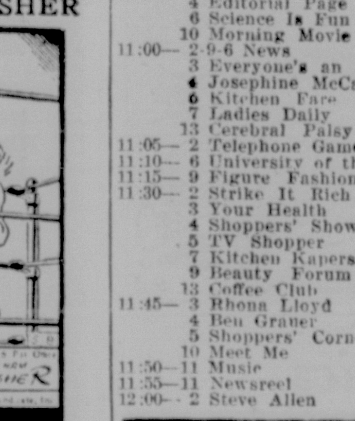 SHER
4 Editorial Page
6 Science Is Fun
10 Morning Movie
11:00— 2-9-6 News
3 Everyone's an
4 Josephine McC
6 Kitchen Fare
7 Ladies Daily
13 Cerebral Palsy
11:05— 2 Telephone Gam
11:10— 6 University of th
11:15— 9 Figure Fashion
11:30— 2 Strike It Rich
3 Your Health
4 Shoppers' Show
5 TV Shopper
7 Kitchen Kapers
9 Beauty Forum
13 Coffee Club
11:45— 3 Rhona Lloyd
4 Ben Grauer
5 Shoppers' Corn
10 Meet Me
11:50—11 Music
11:55—11 Newsreel
12:00— 2 Steve Allen
SHER